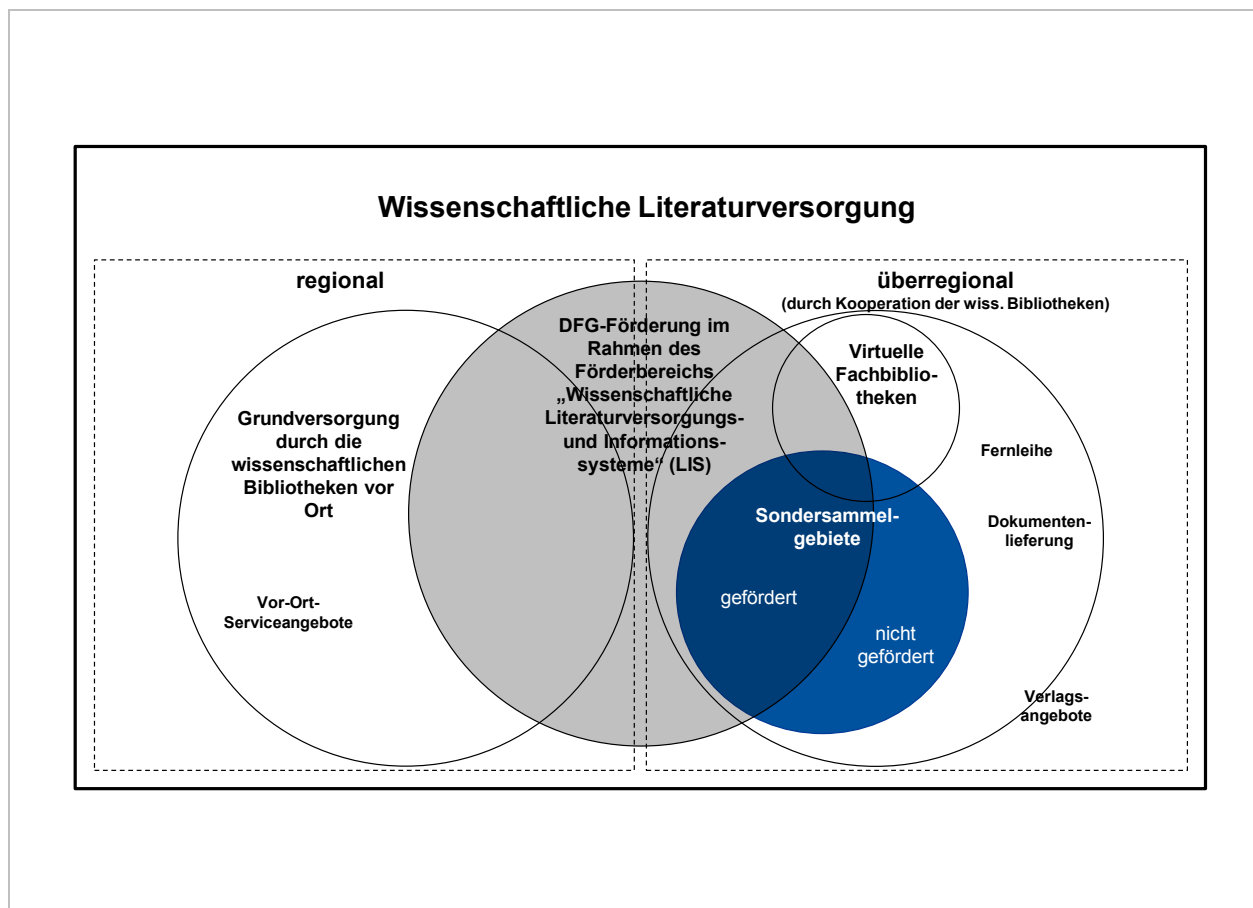 Wissenschaftliche Literaturversorgung
regional
überregional
(durch Kooperation der wiss. Bibliotheken)
DFG-Förderung im
Rahmen des
Förderbereichs
„Wissenschaftliche
Literaturversorgungs-
und Informations-
systeme“ (LIS)
Virtuelle
Fachbiblio-
theken
Grundversorgung
durch die
wissenschaftlichen
Bibliotheken vor
Ort
Fernleihe
Sondersammel-
gebiete
Dokumenten-
lieferung
Vor-Ort-
Serviceangebote
gefördert
nicht
gefördert
Verlags-
angebote